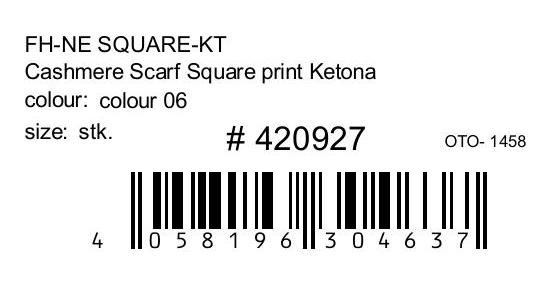 FH-NE SQUARE-KT
Cashmere Scarf Square print Ketona
colour: colour 06
size: stk.
# 420927
OTO- 1458
4 058196 304637